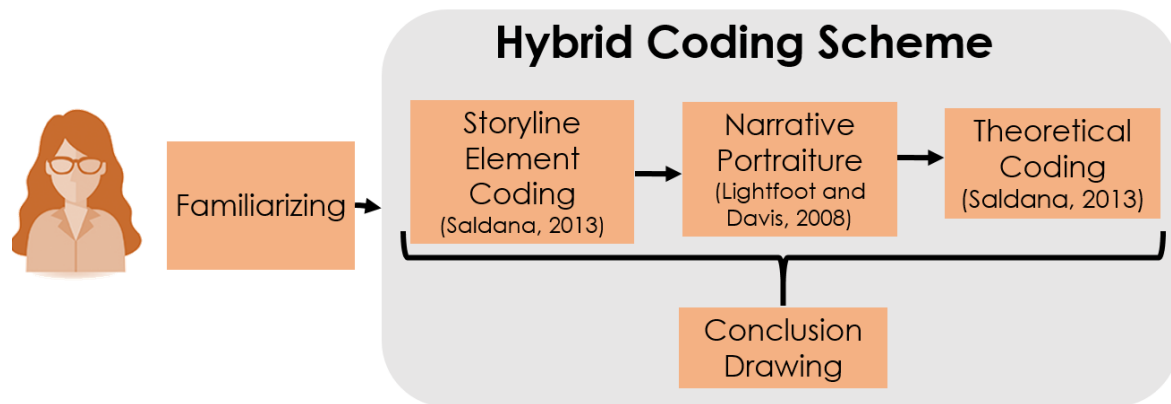 Hybrid Coding Scheme
Familiarizing
Storyline
Element
Coding
(Saldana, 2013)
Narrative
Portraiture
(Lightfoot and
Davis, 2008)
Theoretical
Coding
(Saldana, 2013)
Conclusion
Drawing